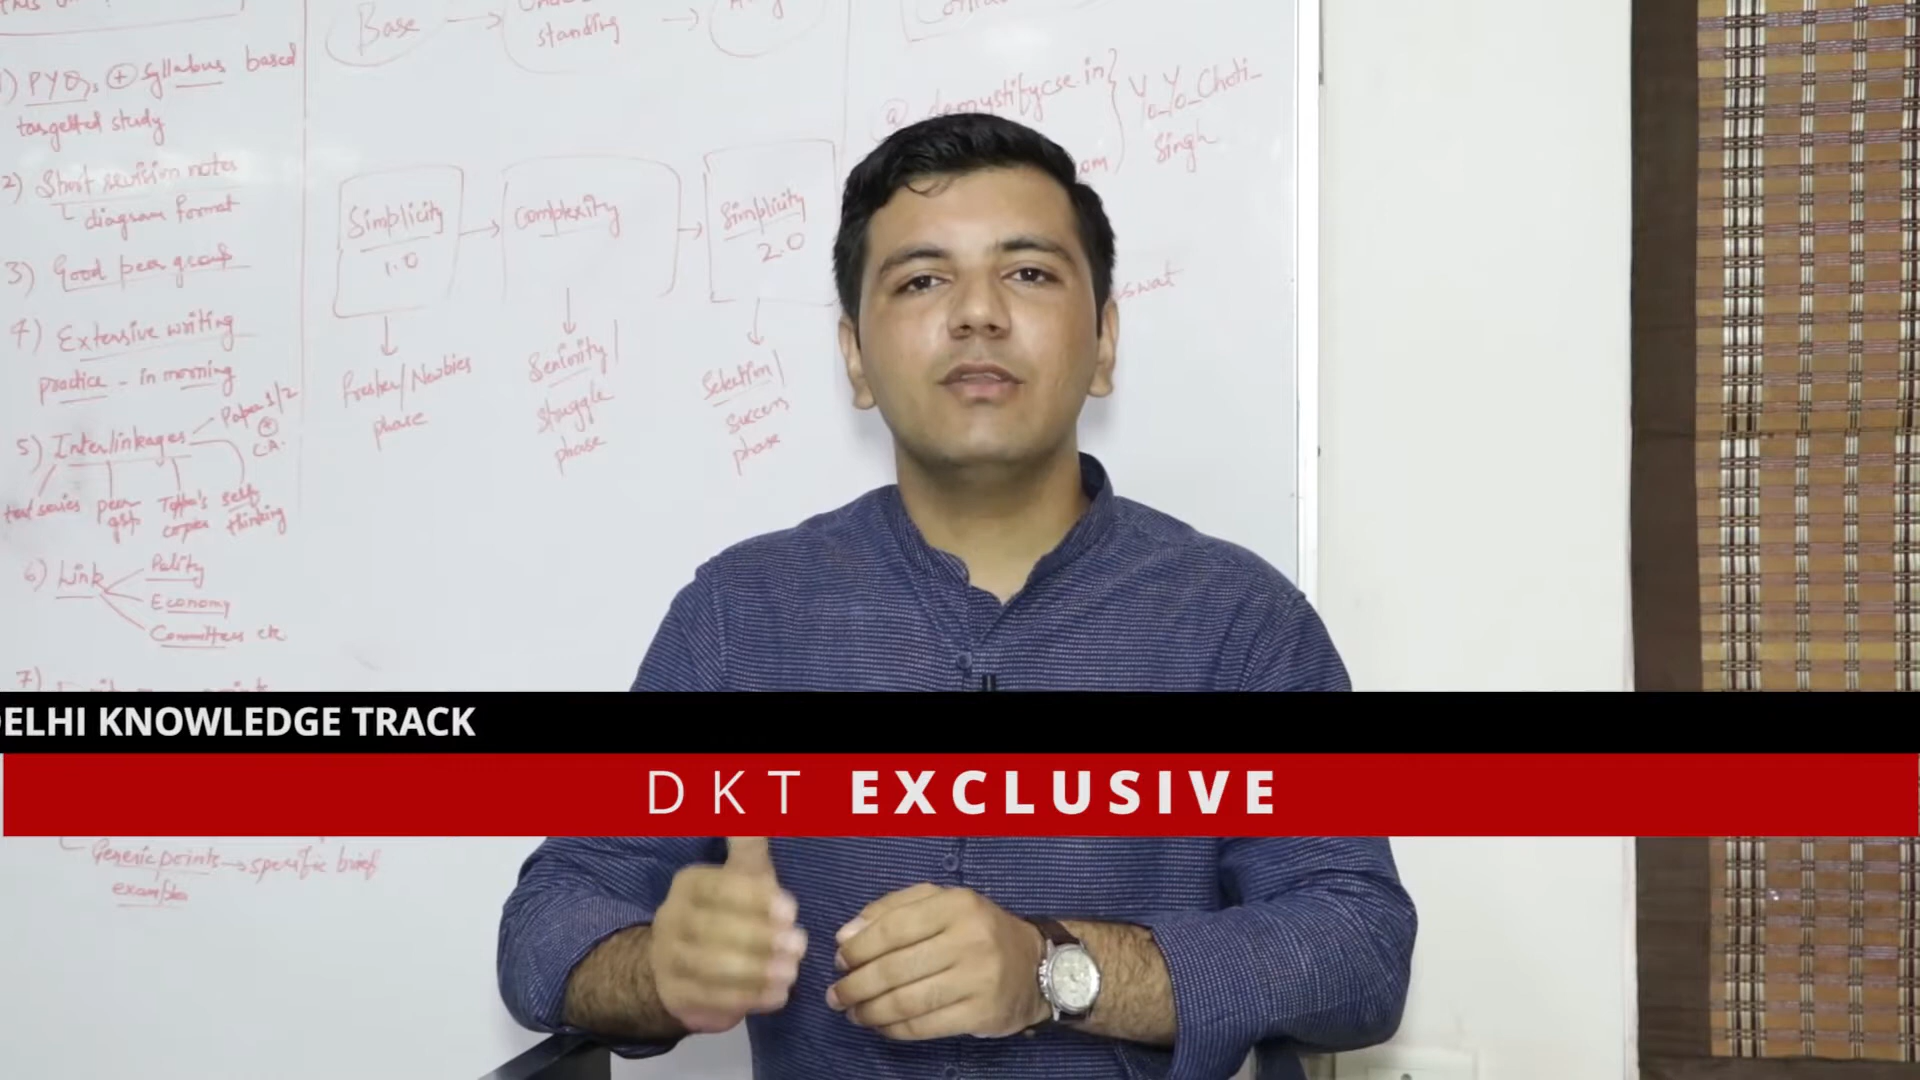 Base
standing
1) PYQs + Syllabus based
targetted study
2) Short revision notes
diagram format
3) Good peer group
4) Extensive writing
practice - in morning
5) Interlinkages
Paper 1/2
C.A.
test series
peer
grp
Topper's
copies
self
thinking
6) Link
Polity
Economy
Committees etc
7)
Generic points → specific brief
examples
Simplicity
1.0
Complexity
Simplicity
2.0
Fresher/Newbies
phase
Seniority/
struggle
phase
Selection/
success
phase
@ demystifycse.in
Yo_Yo_Choti_
Singh
ELHI KNOWLEDGE TRACK
DKT EXCLUSIVE